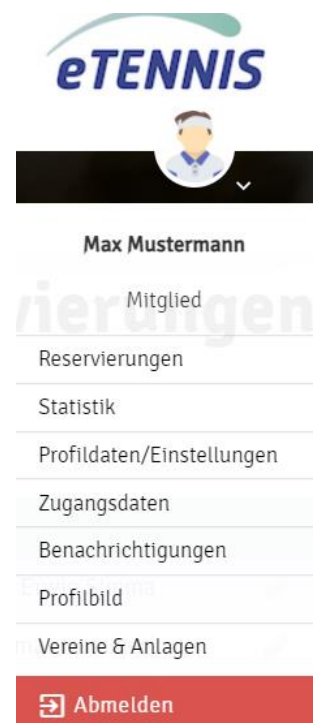 eTENNIS
Max Mustermann
Mitglied
Reservierungen
Statistik
Profildaten/Einstellungen
Zugangsdaten
Benachrichtigungen
Profilbild
Vereine & Anlagen
Abmelden